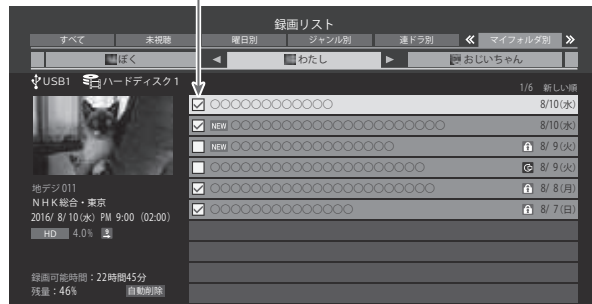 録画リスト
すべて 未視聴 曜日別 ジャンル別 連ドラ別 マイフォルダ別
ぼく わたし おじいちゃん
USB1 ハードディスク1
1/6 新しい順
○○○○○○○○○○○○ 8/10(水)
NEW ○○○○○○○○○○○○○○○○○○○○○ 8/10(水)
NEW ○○○○○○○○○○○○○○○○ 8/ 9(火)
○○○○○○○○○○○○○○○○○○○○○ 8/ 9(火)
○○○○○○○○○○○○○○○○○○○○○○ 8/ 8(月)
○○○○○○○○○○○○○○ 8/ 7(日)
地デジ 011
NHK総合・東京
2016/ 8/10(水) PM 9:00 (02:00)
HD 4.0%
録画可能時間：22時間45分
残量：46% 自動削除